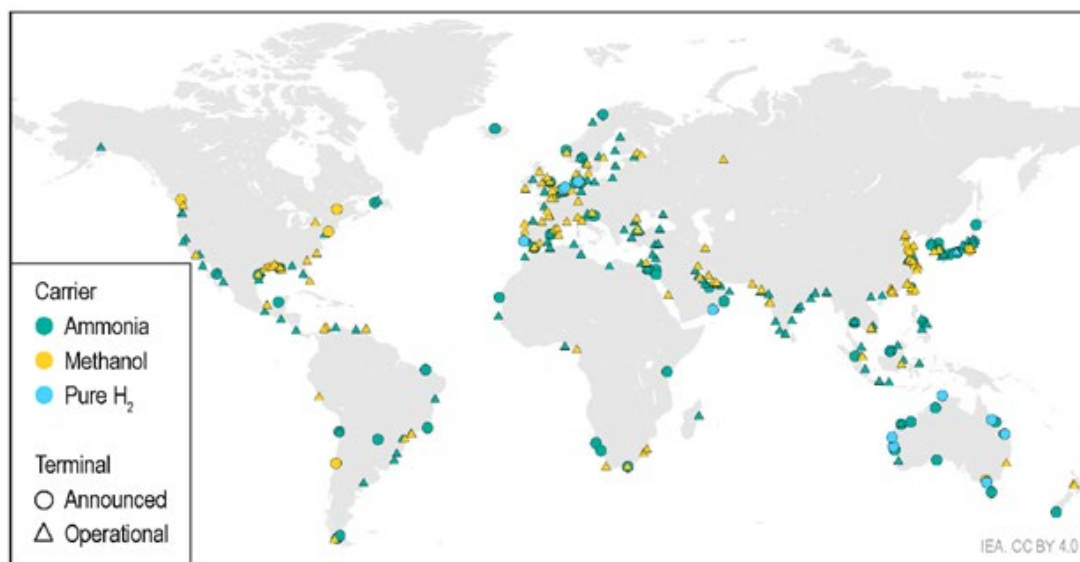 Carrier
Ammonia
Methanol
Pure H₂
Terminal
Announced
Operational
IEA. CC BY 4.0